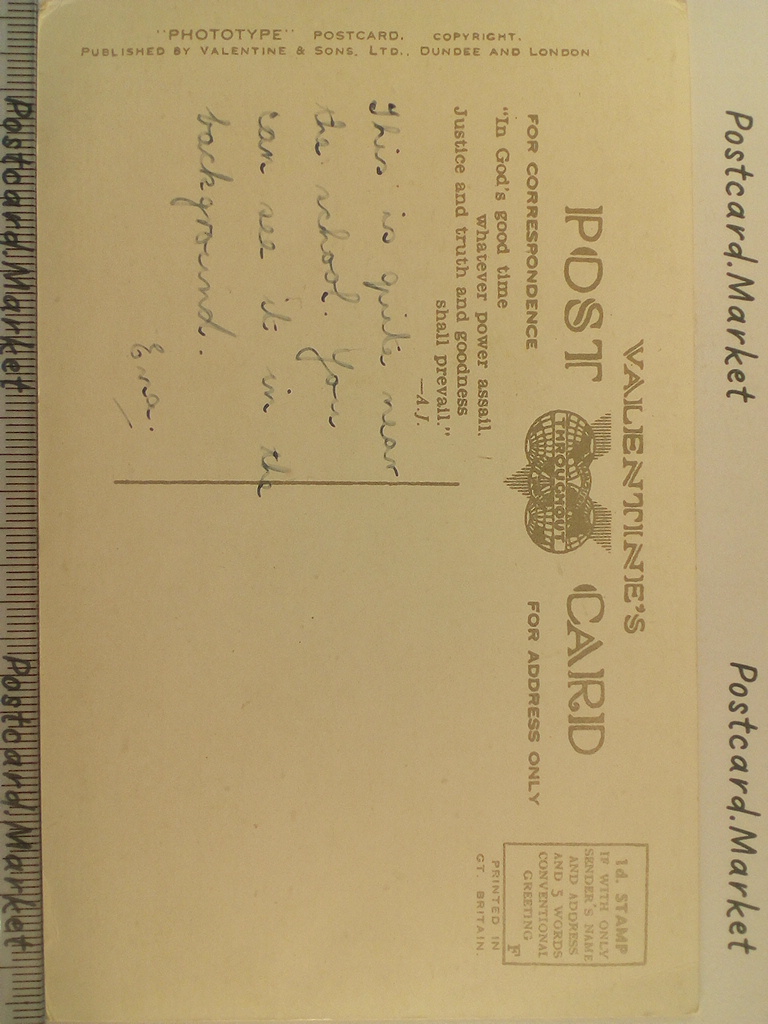 "PHOTOTYPE" POSTCARD. COPYRIGHT.
PUBLISHED BY VALENTINE & SONS, LTD., DUNDEE AND LONDON
VALENTINE'S
POST CARD
THROUGHOUT
FOR CORRESPONDENCE
FOR ADDRESS ONLY
"In God's good time
whatever power assail.
Justice and truth and goodness
shall prevail."
—A.J.
This is quite near
the school. You
can see it in the
background.
Eva.
1d. STAMP
IF WITH ONLY
SENDER'S NAME
AND ADDRESS
AND 5 WORDS
CONVENTIONAL
GREETING F
PRINTED IN
GT. BRITAIN.
Postcard.Market
Postcard.Market
Postcard.Market
Postcard.Market